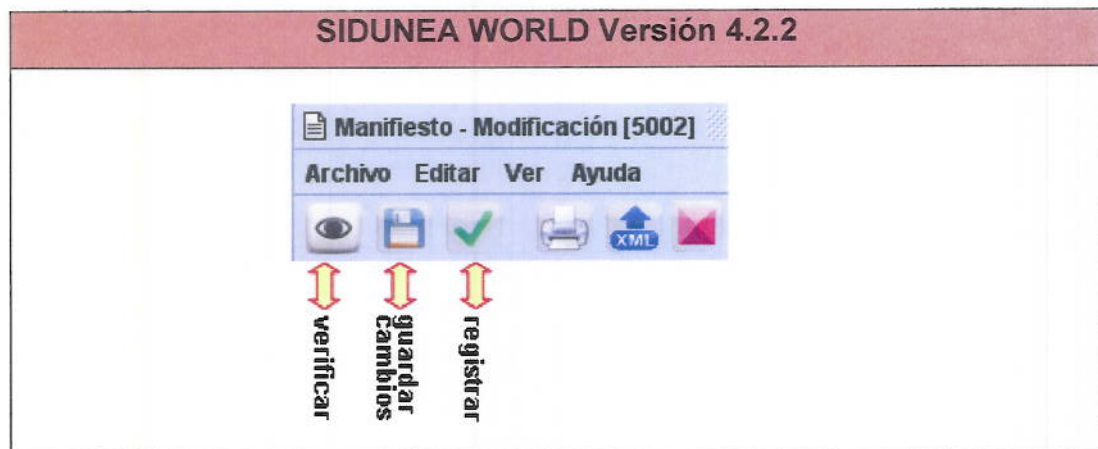 SIDUNEA WORLD Versión 4.2.2
Manifiesto - Modificación [5002]
Archivo Editar Ver Ayuda
XML
verificar
guardar
cambios
registrar